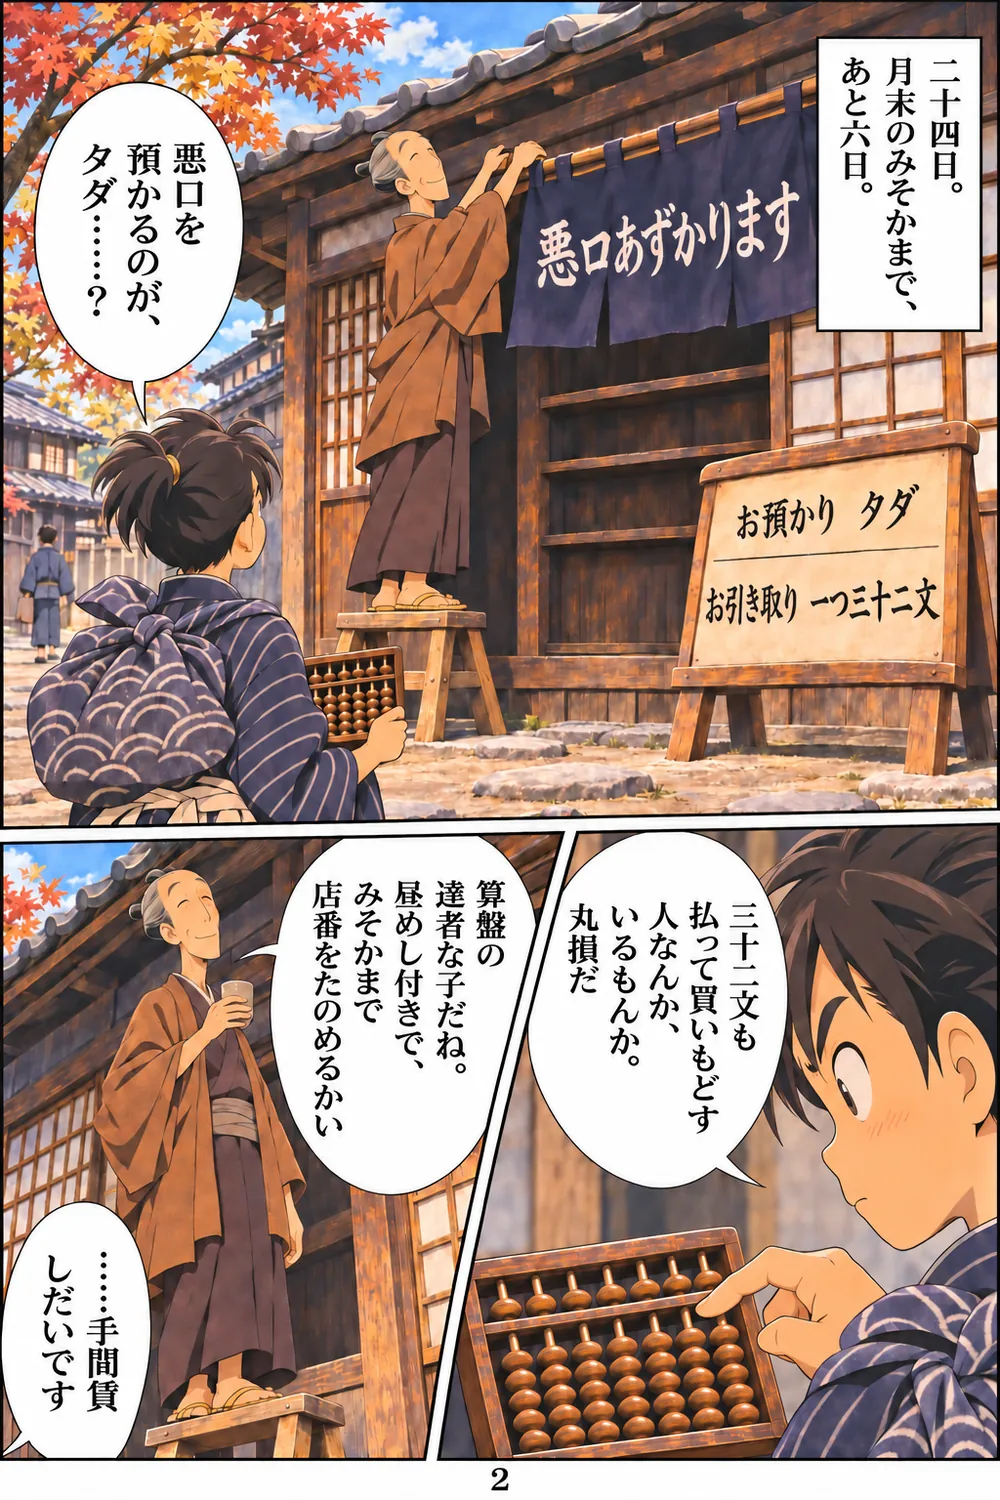 二十四日。
月末のみそかまで、
あと六日。
悪口あずかります
お預かり タダ
お引き取り 一つ三十二文
悪口を
預かるのが、
タダ……‥？
三十二文も
払って買いもどす
人なんか、
いるもんか。
丸損だ
算盤の
達者な子だね。
昼めし付きで、
みそかまで
店番をたのめるかい
……手間賃
しだいです
2